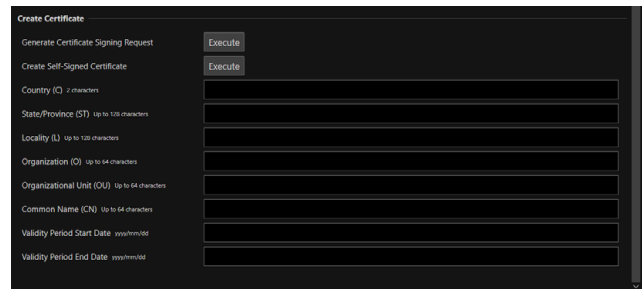 Create Certificate
Generate Certificate Signing Request Execute
Create Self-Signed Certificate Execute
Country (C) 2 characters
State/Province (ST) Up to 128 characters
Locality (L) Up to 128 characters
Organization (O) Up to 64 characters
Organizational Unit (OU) Up to 64 characters
Common Name (CN) Up to 64 characters
Validity Period Start Date yyyy/mm/dd
Validity Period End Date yyyy/mm/dd